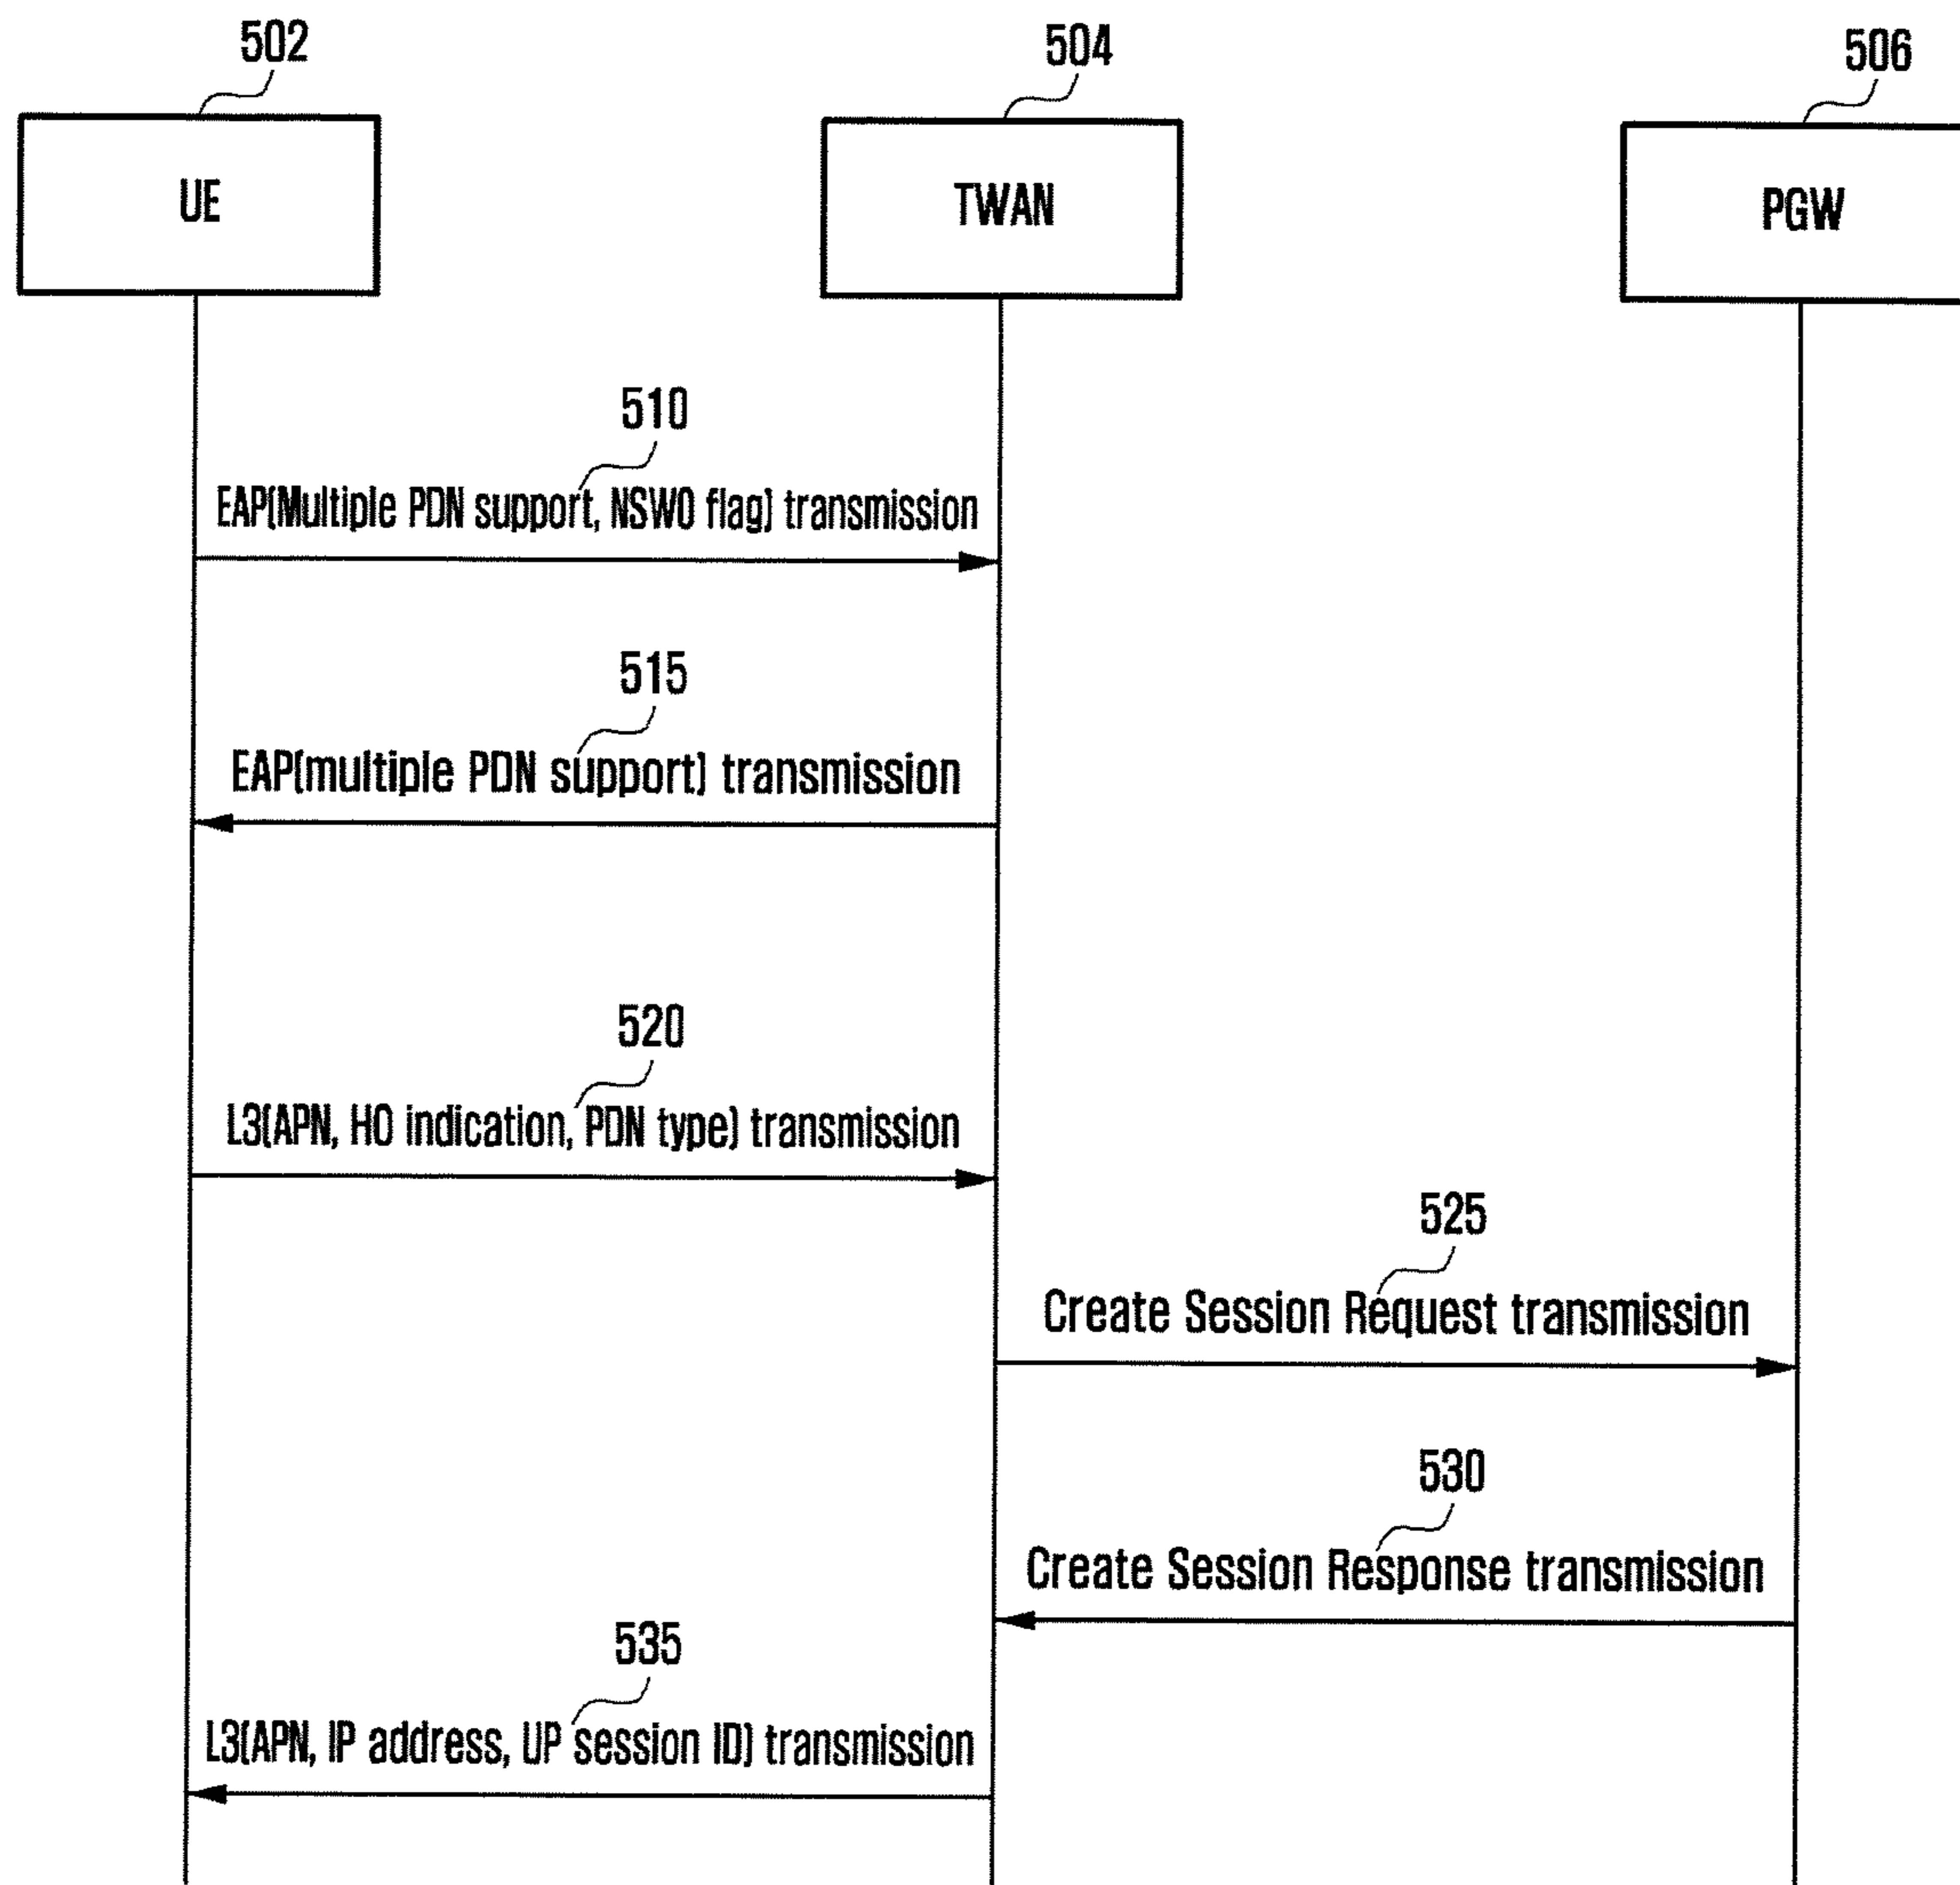 502
504
506
UE
TWAN
PGW
510
EAP(Multiple PDN support, NSWO flag) transmission
515
EAP(multiple PDN support) transmission
520
L3(APN, HO indication, PDN type) transmission
525
Create Session Request transmission
530
Create Session Response transmission
535
L3(APN, IP address, UP session ID) transmission